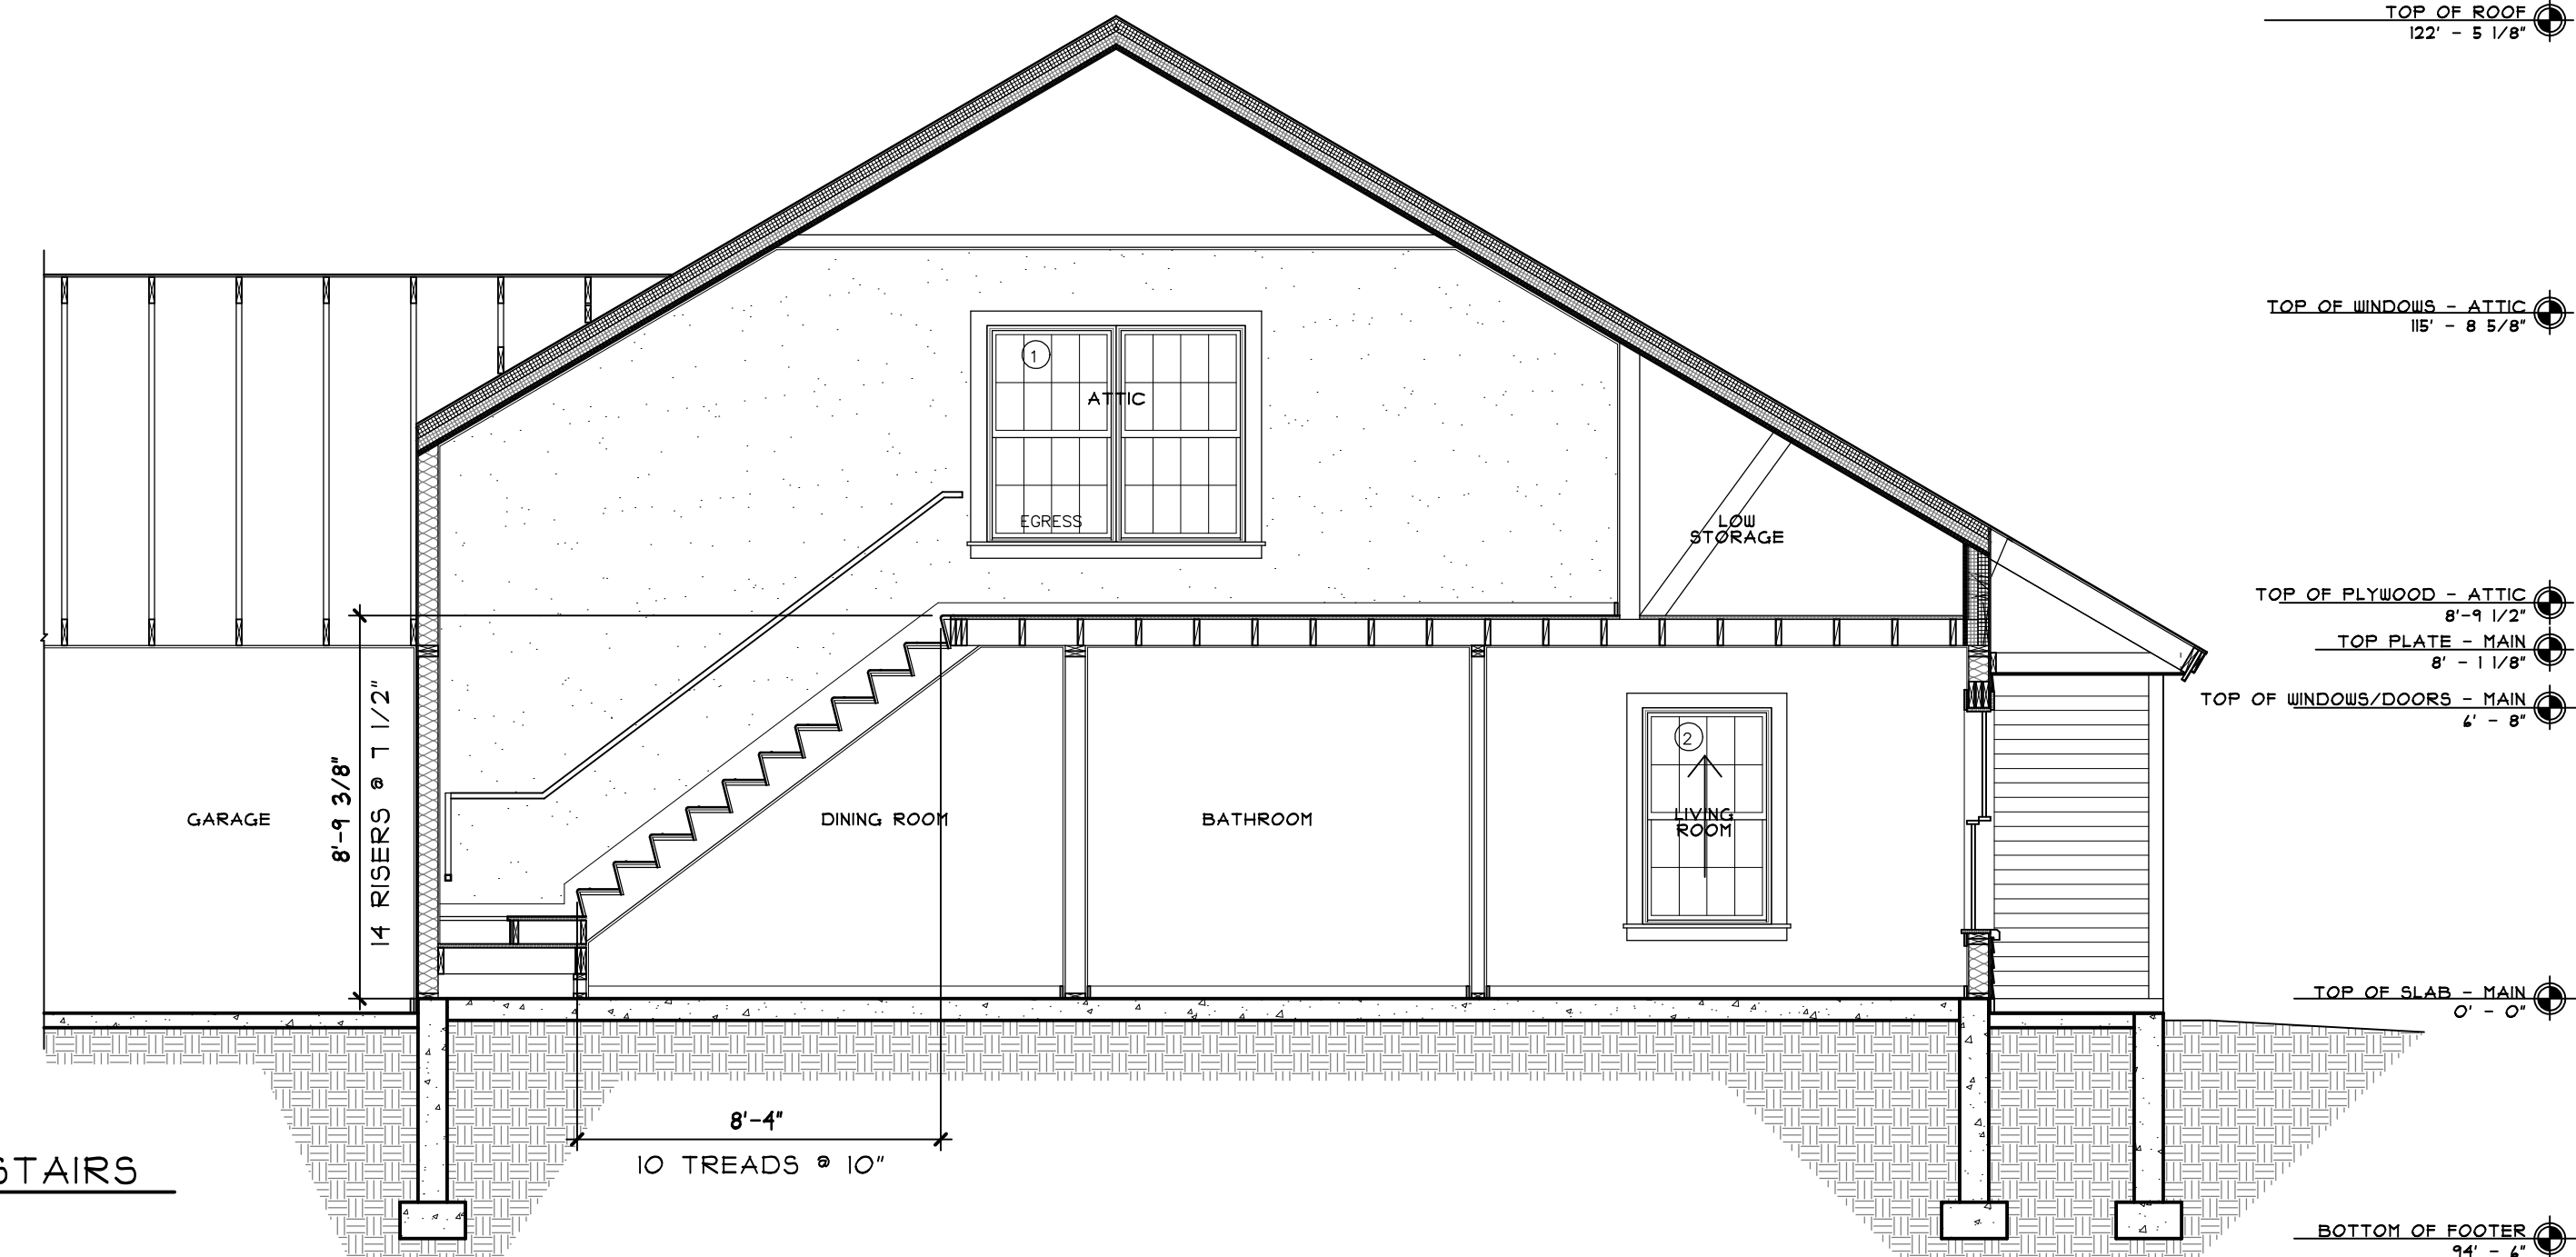 TOP OF ROOF
122' - 5 1/8"
TOP OF WINDOWS - ATTIC
115' - 8 5/8"
1
ATTIC
EGRESS
LOW
STORAGE
TOP OF PLYWOOD - ATTIC
8'-9 1/2"
TOP PLATE - MAIN
8' - 1 1/8"
TOP OF WINDOWS/DOORS - MAIN
6' - 8"
8'-9 3/8"
14 RISERS @ 7 1/2"
GARAGE
DINING ROOM
BATHROOM
2
LIVING
ROOM
TOP OF SLAB - MAIN
0' - 0"
8'-4"
10 TREADS @ 10"
STAIRS
BOTTOM OF FOOTER
94' - 6"